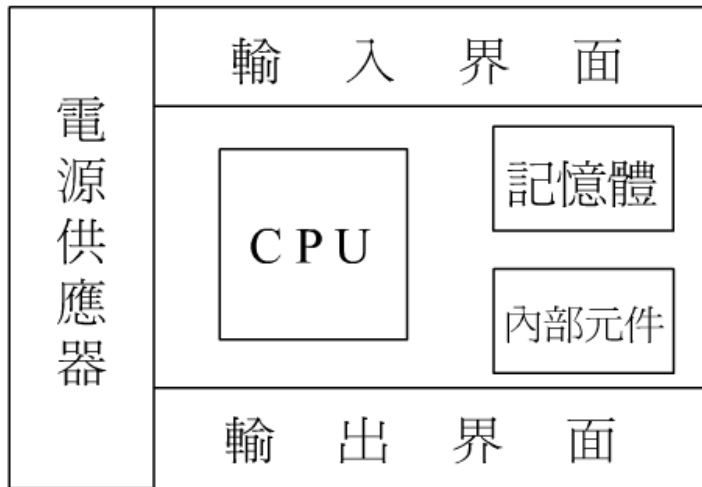 電源供應器
輸入界面
CPU
記憶體
內部元件
輸出界面